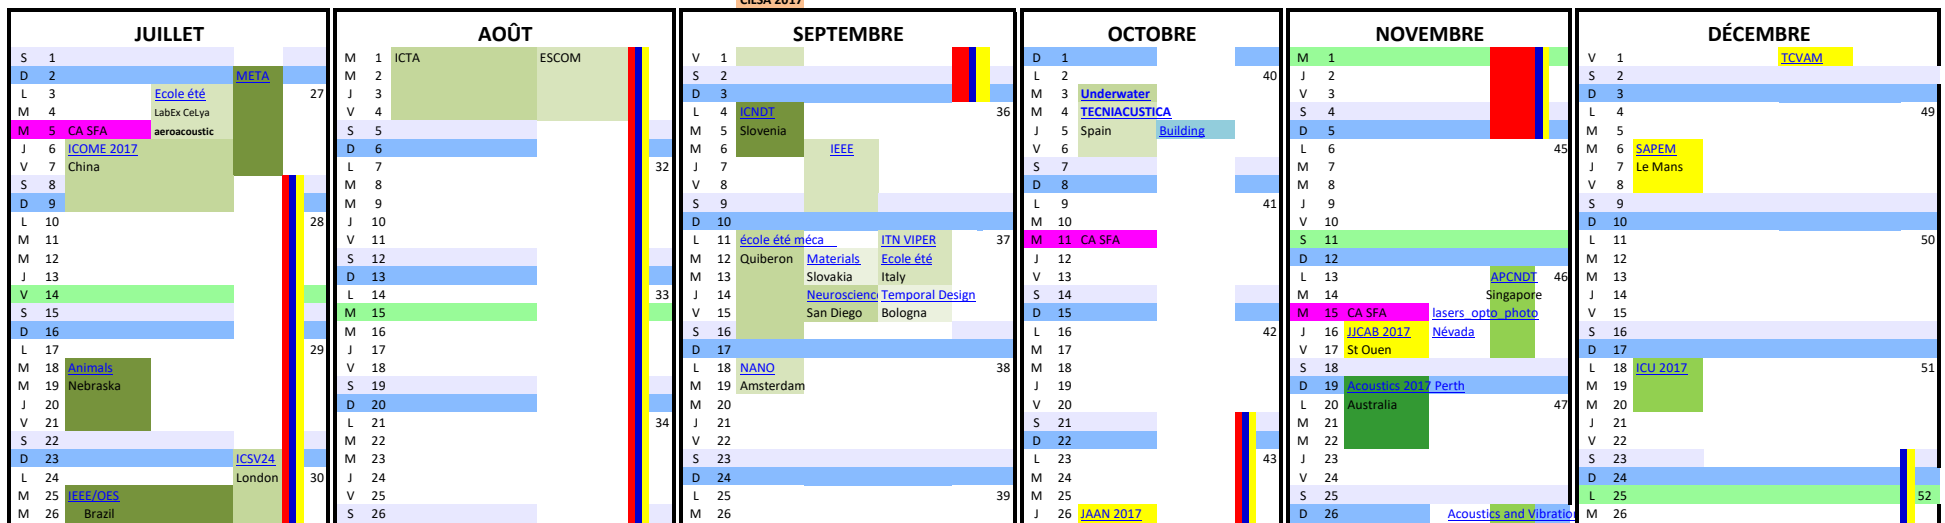 CILSA 2017
JUILLET
S 1
D 2 META
L 3 Ecole été 27
M 4 LabEx CeLya
M 5 CA SFA aeroacoustic
J 6 ICOME 2017
V 7 China
S 8
D 9
L 10 28
M 11
M 12
J 13
V 14
S 15
D 16
L 17 29
M 18 Animals
M 19 Nebraska
J 20
V 21
S 22
D 23 ICSV24
L 24 London 30
M 25 IEEE/OES
M 26 Brazil
AOÛT
M 1 ICTA ESCOM
M 2
J 3
V 4
S 5
D 6
L 7 32
M 8
M 9
J 10
V 11
S 12
D 13
L 14 33
M 15
M 16
J 17
V 18
S 19
D 20
L 21 34
M 22
M 23
J 24
V 25
S 26
SEPTEMBRE
V 1
S 2
D 3
L 4 ICNDT 36
M 5 Slovenia
M 6 IEEE
J 7
V 8
S 9
D 10
L 11 école été méca ITN VIPER 37
M 12 Quiberon Materials Ecole été
M 13 Slovakia Italy
J 14 Neuroscienc Temporal Design
V 15 San Diego Bologna
S 16
D 17
L 18 NANO 38
M 19 Amsterdam
M 20
J 21
V 22
S 23
D 24
L 25 39
M 26
OCTOBRE
D 1
L 2 40
M 3 Underwater
M 4 TECNIACUSTICA
J 5 Spain Building
V 6
S 7
D 8
L 9 41
M 10
M 11 CA SFA
J 12
V 13
S 14
D 15
L 16 42
M 17
M 18
J 19
V 20
S 21
D 22
L 23 43
M 24
M 25
J 26 JAAN 2017
NOVEMBRE
M 1
J 2
V 3
S 4
D 5
L 6 45
M 7
M 8
J 9
V 10
S 11
D 12
L 13 APCNDT 46
M 14 Singapore
M 15 CA SFA lasers_opto_photo
J 16 JJCAB 2017 Névada
V 17 St Ouen
S 18
D 19 Acoustics 2017 Perth
L 20 Australia 47
M 21
M 22
J 23
V 24
S 25
D 26 Acoustics and Vibration
DÉCEMBRE
V 1 TCVAM
S 2
D 3
L 4 49
M 5
M 6 SAPEM
J 7 Le Mans
V 8
S 9
D 10
L 11 50
M 12
M 13
J 14
V 15
S 16
D 17
L 18 ICU 2017 51
M 19
M 20
J 21
V 22
S 23
D 24
L 25 52
M 26